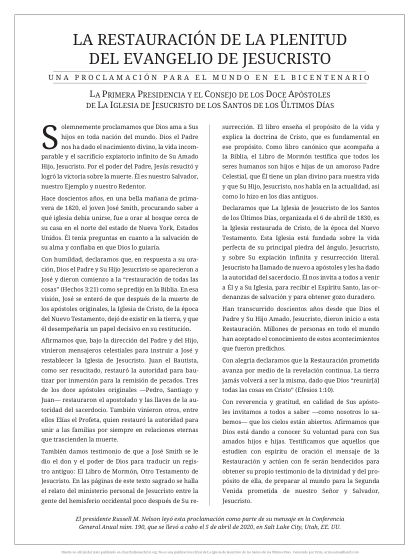 LA RESTAURACIÓN DE LA PLENITUD
DEL EVANGELIO DE JESUCRISTO
UNA PROCLAMACIÓN PARA EL MUNDO EN EL BICENTENARIO
La Primera Presidencia y el Consejo de los Doce Apóstoles
de La Iglesia de Jesucristo de los Santos de los Últimos Días
Solemnemente proclamamos que Dios ama a Sus
hijos en toda nación del mundo. Dios el Padre
nos ha dado el nacimiento divino, la vida incom-
parable y el sacrificio expiatorio infinito de Su Amado
Hijo, Jesucristo. Por el poder del Padre, Jesús resucitó y
logró la victoria sobre la muerte. Él es nuestro Salvador,
nuestro Ejemplo y nuestro Redentor.
Hace doscientos años, en una bella mañana de prima-
vera de 1820, el joven José Smith, procurando saber a
qué iglesia debía unirse, fue a orar al bosque cerca de
su casa en el norte del estado de Nueva York, Estados
Unidos. Él tenía preguntas en cuanto a la salvación de
su alma y confiaba en que Dios lo guiaría.
Con humildad, declaramos que, en respuesta a su ora-
ción, Dios el Padre y Su Hijo Jesucristo se aparecieron a
José y dieron comienzo a la “restauración de todas las
cosas” (Hechos 3:21) como se predijo en la Biblia. En esa
visión, José se enteró de que después de la muerte de
los apóstoles originales, la Iglesia de Cristo, de la época
del Nuevo Testamento, dejó de existir en la tierra, y que
él desempeñaría un papel decisivo en su restitución.
Afirmamos que, bajo la dirección del Padre y del Hijo,
vinieron mensajeros celestiales para instruir a José y
restablecer la Iglesia de Jesucristo. Juan el Bautista,
como ser resucitado, restauró la autoridad para bau-
tizar por inmersión para la remisión de pecados. Tres
de los doce apóstoles originales —Pedro, Santiago y
Juan— restauraron el apostolado y las llaves de la au-
toridad del sacerdocio. También vinieron otros, entre
ellos Elías el Profeta, quien restauró la autoridad para
unir a las familias por siempre en relaciones eternas
que trascienden la muerte.
También damos testimonio de que a José Smith se le
dio el don y el poder de Dios para traducir un regis-
tro antiguo: El Libro de Mormón, Otro Testamento de
Jesucristo. En las páginas de este texto sagrado se halla
el relato del ministerio personal de Jesucristo entre la
gente del hemisferio occidental poco después de Su re-
surrección. El libro enseña el propósito de la vida y
explica la doctrina de Cristo, que es fundamental en
ese propósito. Como libro canónico que acompaña a
la Biblia, el Libro de Mormón testifica que todos los
seres humanos son hijos e hijas de un amoroso Padre
Celestial, que Él tiene un plan divino para nuestra vida
y que Su Hijo, Jesucristo, nos habla en la actualidad, así
como lo hizo en los días antiguos.
Declaramos que La Iglesia de Jesucristo de los Santos
de los Últimos Días, organizada el 6 de abril de 1830, es
la Iglesia restaurada de Cristo, de la época del Nuevo
Testamento. Esta Iglesia está fundada sobre la vida
perfecta de su principal piedra del ángulo, Jesucristo,
y sobre Su expiación infinita y resurrección literal.
Jesucristo ha llamado de nuevo a apóstoles y les ha dado
la autoridad del sacerdocio. Él nos invita a todos a venir
a Él y a Su Iglesia, para recibir el Espíritu Santo, las or-
denanzas de salvación y para obtener gozo duradero.
Han transcurrido doscientos años desde que Dios el
Padre y Su Hijo Amado, Jesucristo, dieron inicio a esta
Restauración. Millones de personas en todo el mundo
han aceptado el conocimiento de estos acontecimientos
que fueron predichos.
Con alegría declaramos que la Restauración prometida
avanza por medio de la revelación continua. La tierra
jamás volverá a ser la misma, dado que Dios “reunir[á]
todas las cosas en Cristo” (Efesios 1:10).
Con reverencia y gratitud, en calidad de Sus apósto-
les invitamos a todos a saber —como nosotros lo sa-
bemos— que los cielos están abiertos. Afirmamos que
Dios está dando a conocer Su voluntad para con Sus
amados hijos e hijas. Testificamos que aquellos que
estudien con espíritu de oración el mensaje de la
Restauración y actúen con fe serán bendecidos para
obtener su propio testimonio de la divinidad y del pro-
pósito de ella, de preparar al mundo para la Segunda
Venida prometida de nuestro Señor y Salvador,
Jesucristo.
El presidente Russell M. Nelson leyó esta proclamación como parte de su mensaje en la Conferencia
General Anual núm. 190, que se llevó a cabo el 5 de abril de 2020, en Salt Lake City, Utah, EE. UU.